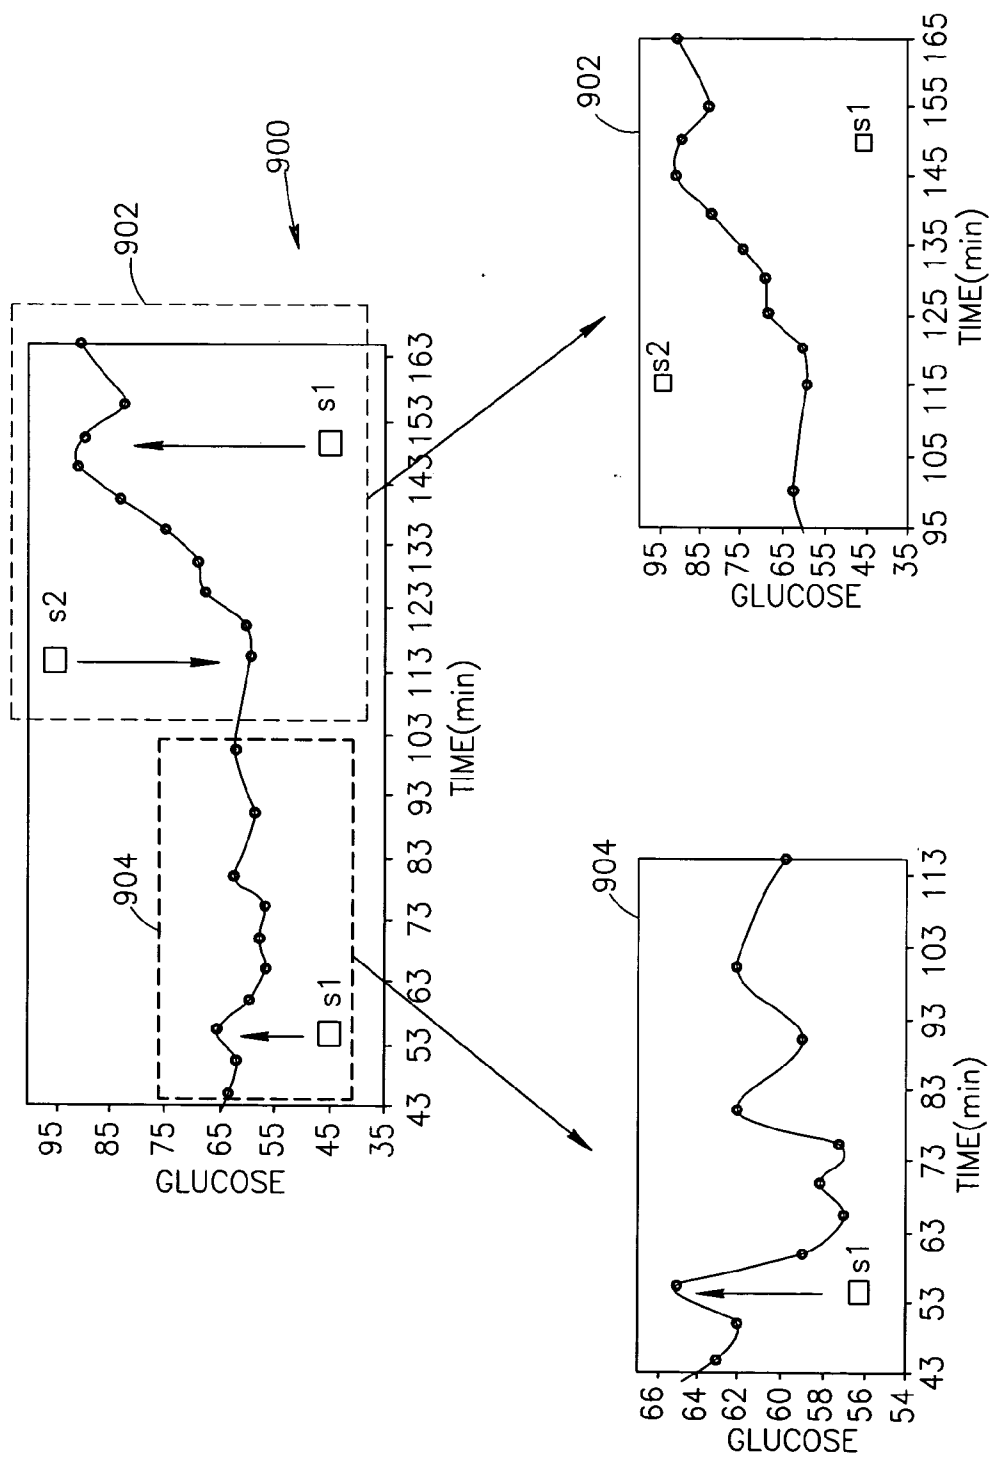 900
902
904
s2
s1
s1
95
85
75
65
55
45
35
GLUCOSE
43 53 63 73 83 93 103 113 123 133 143 153 163
TIME(min)
904
66
64
62
60
58
56
54
GLUCOSE
s1
43 53 63 73 83 93 103 113
TIME(min)
902
s2
s1
95
85
75
65
55
45
35
GLUCOSE
95 105 115 125 135 145 155 165
TIME(min)